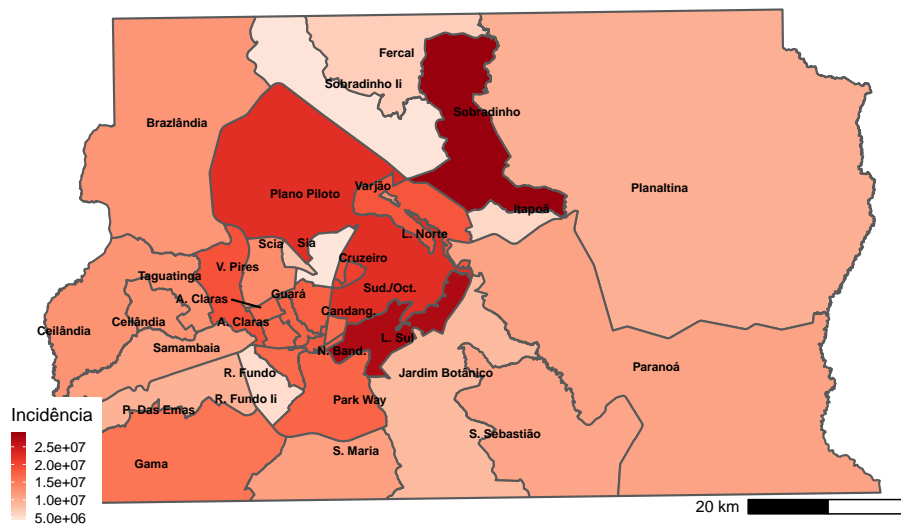 Fercal
Sobradinho Ii
Sobradinho
Brazlândia
Varjão
Planaltina
Plano Piloto
Itapoã
L. Norte
Scia
Sia
Cruzeiro
V. Pires
Taguatinga
Guará
Sud./Oct.
A. Claras
Candang.
Ceilândia
Ceilândia
A. Claras
L. Sul
Samambaia
N. Band.
R. Fundo
Jardim Botânico
Paranoá
R. Fundo Ii
Park Way
P. Das Emas
S. Sebastião
S. Maria
Gama
Incidência
2.5e+07
2.0e+07
1.5e+07
1.0e+07
5.0e+06
20 km